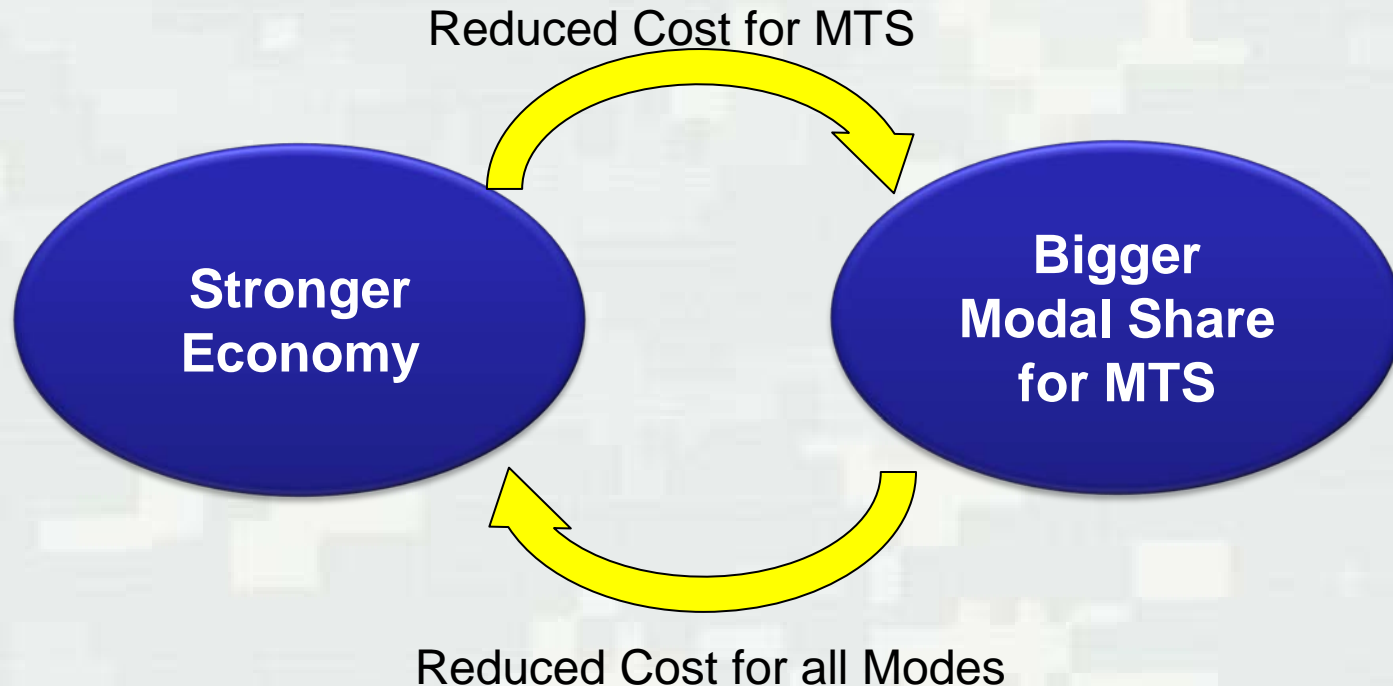 Reduced Cost for MTS
Stronger
Economy
Bigger
Modal Share
for MTS
Reduced Cost for all Modes